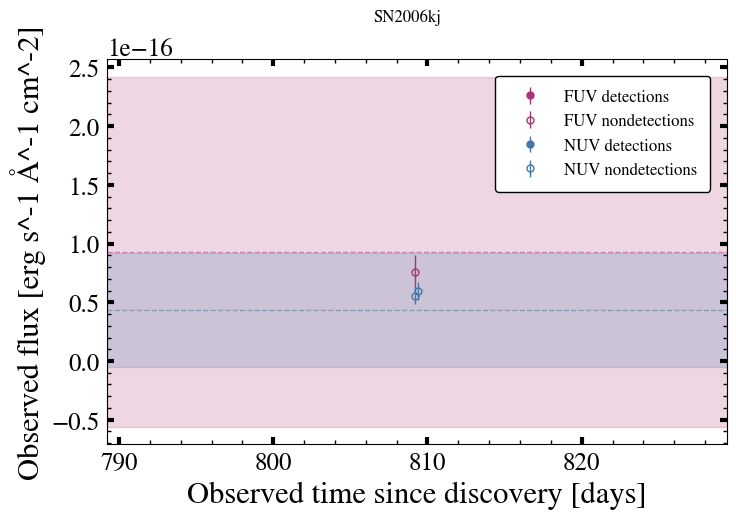 SN2006kj
1e−16
2.5
2.0
1.5
1.0
0.5
0.0
−0.5
Observed flux [erg s^-1 Å^-1 cm^-2]
FUV detections
FUV nondetections
NUV detections
NUV nondetections
790
800
810
820
Observed time since discovery [days]